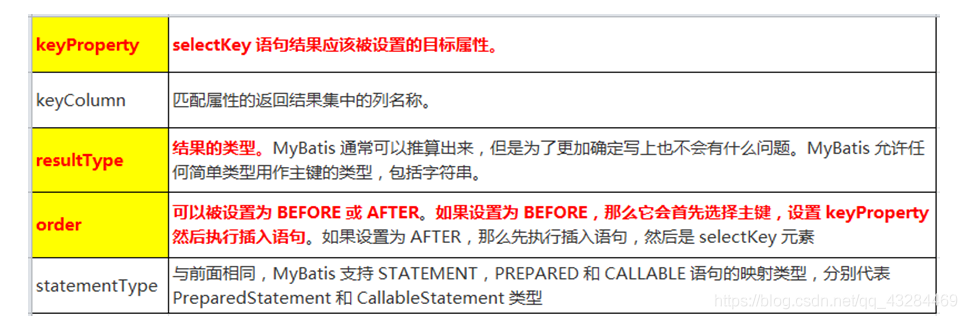 keyProperty selectKey 语句结果应该被设置的目标属性。
keyColumn 匹配属性的返回结果集中的列名称。
resultType 结果的类型。MyBatis 通常可以推算出来，但是为了更加确定写上也不会有什么问题。MyBatis 允许任
何简单类型用作主键的类型，包括字符串。
order 可以被设置为 BEFORE 或 AFTER。如果设置为 BEFORE，那么它会首先选择主键，设置 keyProperty
然后执行插入语句。如果设置为 AFTER，那么先执行插入语句，然后是 selectKey 元素
statementType 与前面相同，MyBatis 支持 STATEMENT，PREPARED 和 CALLABLE 语句的映射类型，分别代表
PreparedStatement 和 CallableStatement 类型
https://blog.csdn.net/qq_43284469